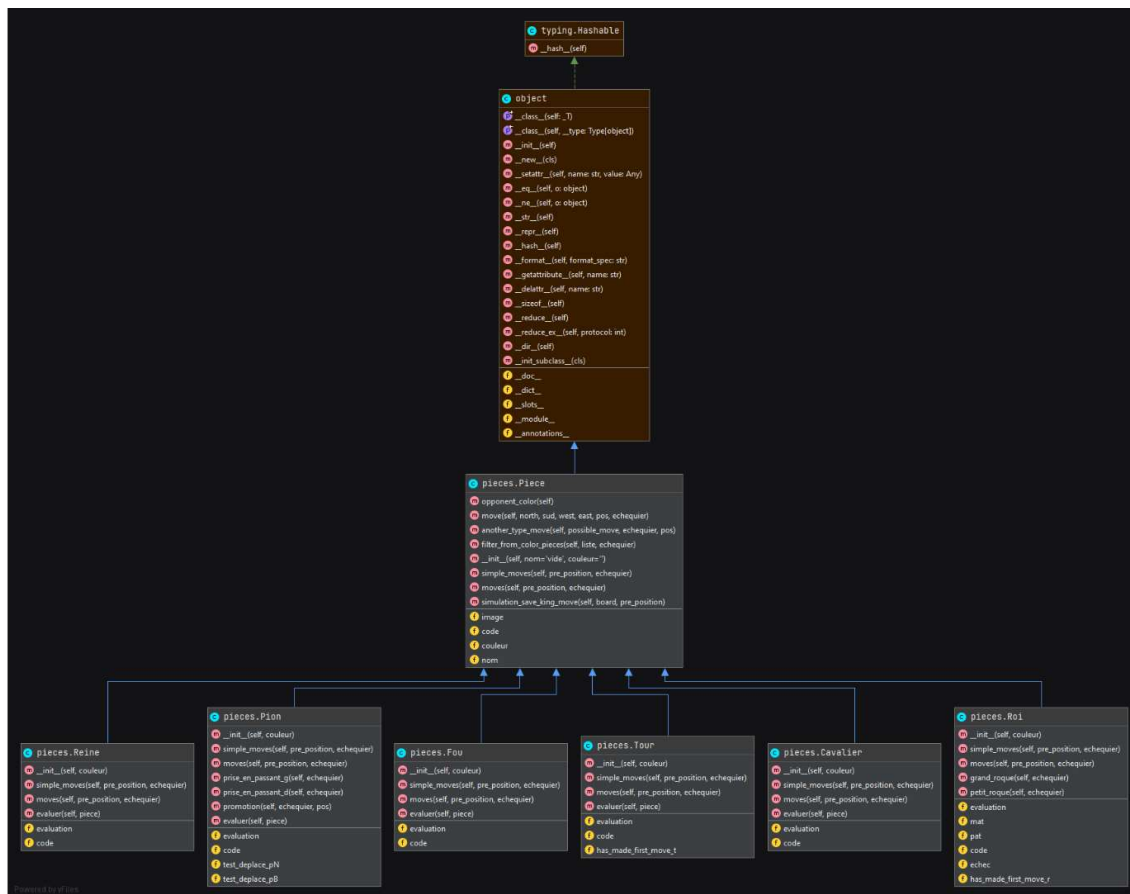 typing.Hashable
__hash__(self)
object
__class__(self: _T)
__class__(self, __type: Type[object])
__init__(self)
__new__(cls)
__setattr__(self, name: str, value: Any)
__eq__(self, o: object)
__ne__(self, o: object)
__str__(self)
__repr__(self)
__hash__(self)
__format__(self, format_spec: str)
__getattribute__(self, name: str)
__delattr__(self, name: str)
__sizeof__(self)
__reduce__(self)
__reduce_ex__(self, protocol: int)
__dir__(self)
__init_subclass__(cls)
__doc__
__dict__
__slots__
__module__
__annotations__
pieces.Piece
opponent_color(self)
move(self, north, sud, west, east, pos, echequier)
another_type_move(self, possible_move, echequier, pos)
filter_from_color_pieces(self, liste, echequier)
__init__(self, nom='vide', couleur='')
simple_moves(self, pre_position, echequier)
moves(self, pre_position, echequier)
simulation_save_king_move(self, board, pre_position)
image
code
couleur
nom
pieces.Reine
__init__(self, couleur)
simple_moves(self, pre_position, echequier)
moves(self, pre_position, echequier)
evaluer(self, piece)
evaluation
code
pieces.Pion
__init__(self, couleur)
simple_moves(self, pre_position, echequier)
moves(self, pre_position, echequier)
prise_en_passant_g(self, echequier)
prise_en_passant_d(self, echequier)
promotion(self, echequier, pos)
evaluer(self, piece)
evaluation
code
test_deplace_pN
test_deplace_pB
pieces.Fou
__init__(self, couleur)
simple_moves(self, pre_position, echequier)
moves(self, pre_position, echequier)
evaluer(self, piece)
evaluation
code
pieces.Tour
__init__(self, couleur)
simple_moves(self, pre_position, echequier)
moves(self, pre_position, echequier)
evaluer(self, piece)
evaluation
code
has_made_first_move_t
pieces.Cavalier
__init__(self, couleur)
simple_moves(self, pre_position, echequier)
moves(self, pre_position, echequier)
evaluer(self, piece)
evaluation
code
pieces.Roi
__init__(self, couleur)
simple_moves(self, pre_position, echequier)
moves(self, pre_position, echequier)
grand_roque(self, echequier)
petit_roque(self, echequier)
evaluation
mat
pat
code
echec
has_made_first_move_r
Powered by yFiles